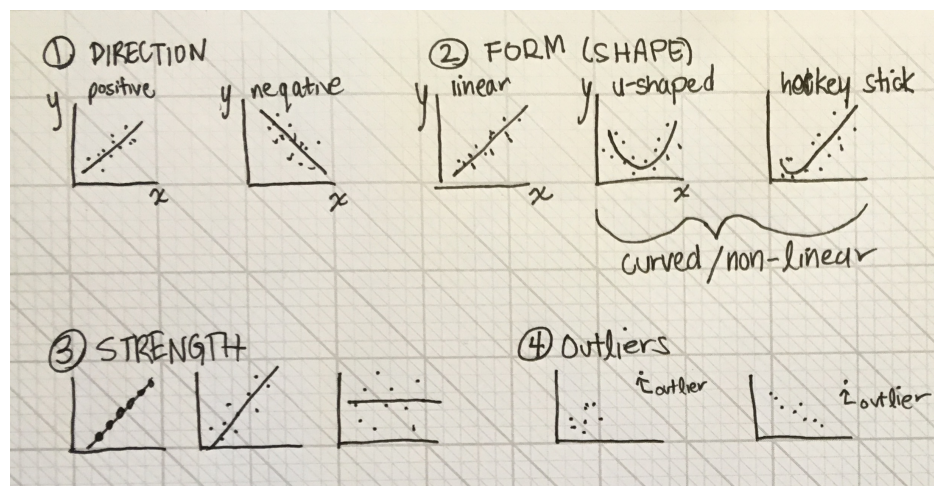 ① DIRECTION
positive
y
x
negative
y
x
② FORM (SHAPE)
linear
y
x
u-shaped
y
x
hockey stick
curved/non-linear
③ STRENGTH
④ Outliers
outlier
outlier